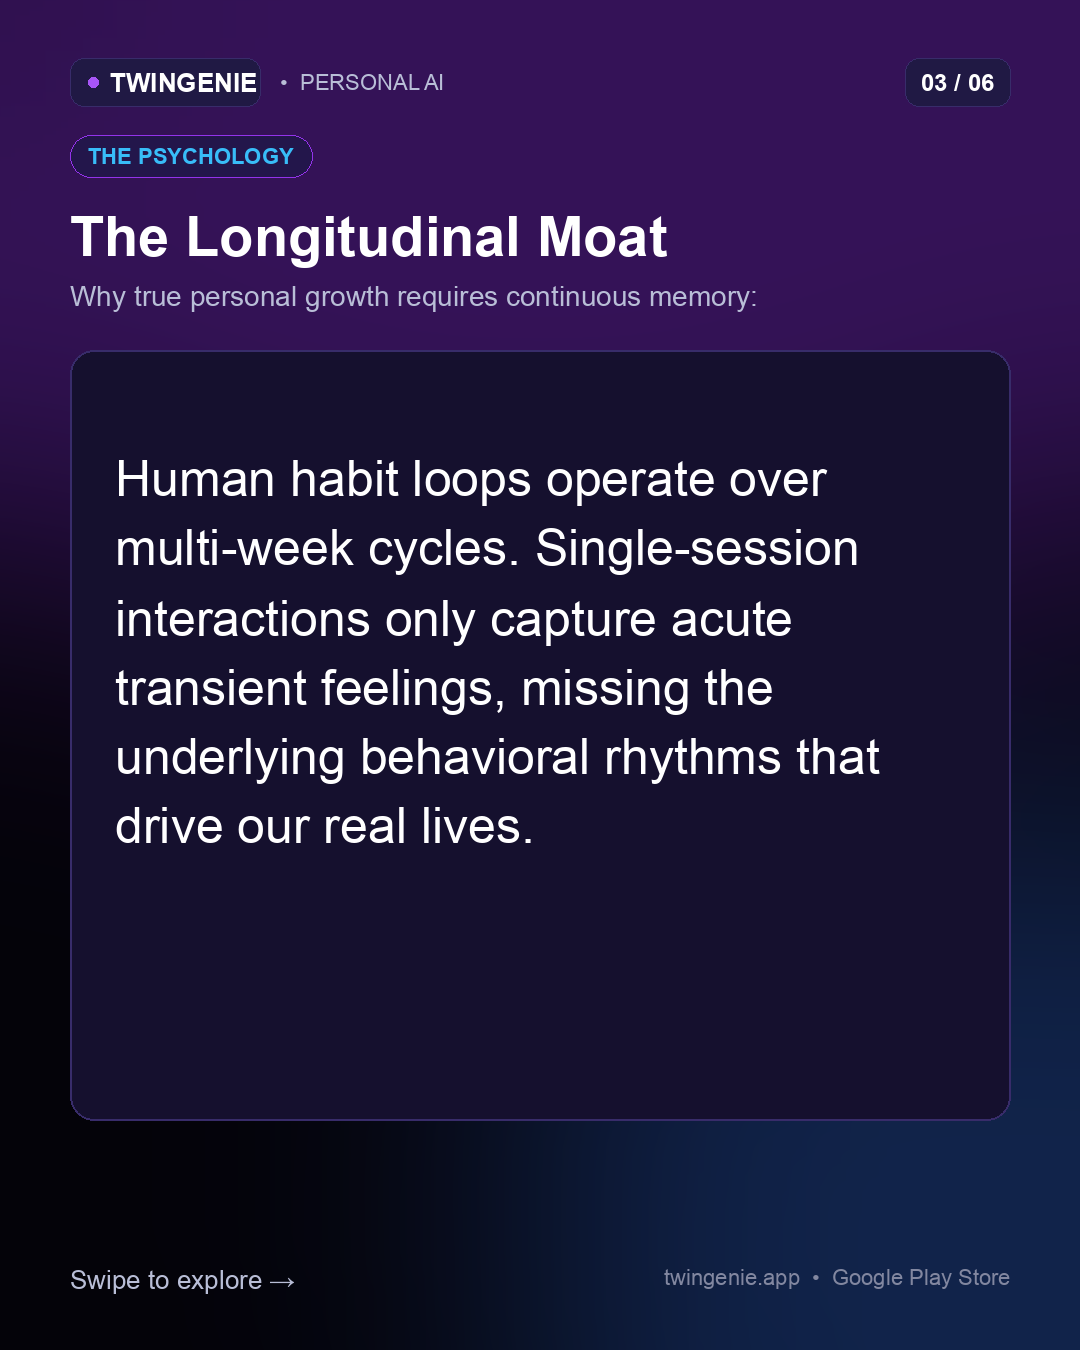 TWINGENIE • PERSONAL AI
03 / 06
THE PSYCHOLOGY
The Longitudinal Moat
Why true personal growth requires continuous memory:
Human habit loops operate over
multi-week cycles. Single-session
interactions only capture acute
transient feelings, missing the
underlying behavioral rhythms that
drive our real lives.
Swipe to explore →
twingenie.app • Google Play Store